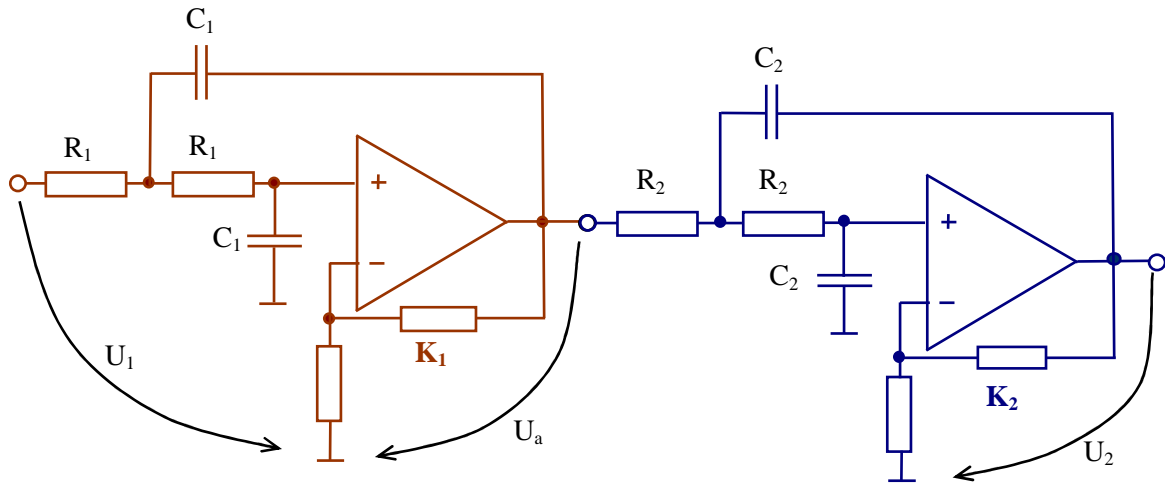 C₁
R₁
R₁
+
C₁
−
K₁
U₁
Uₐ
C₂
R₂
R₂
+
C₂
−
K₂
U₂